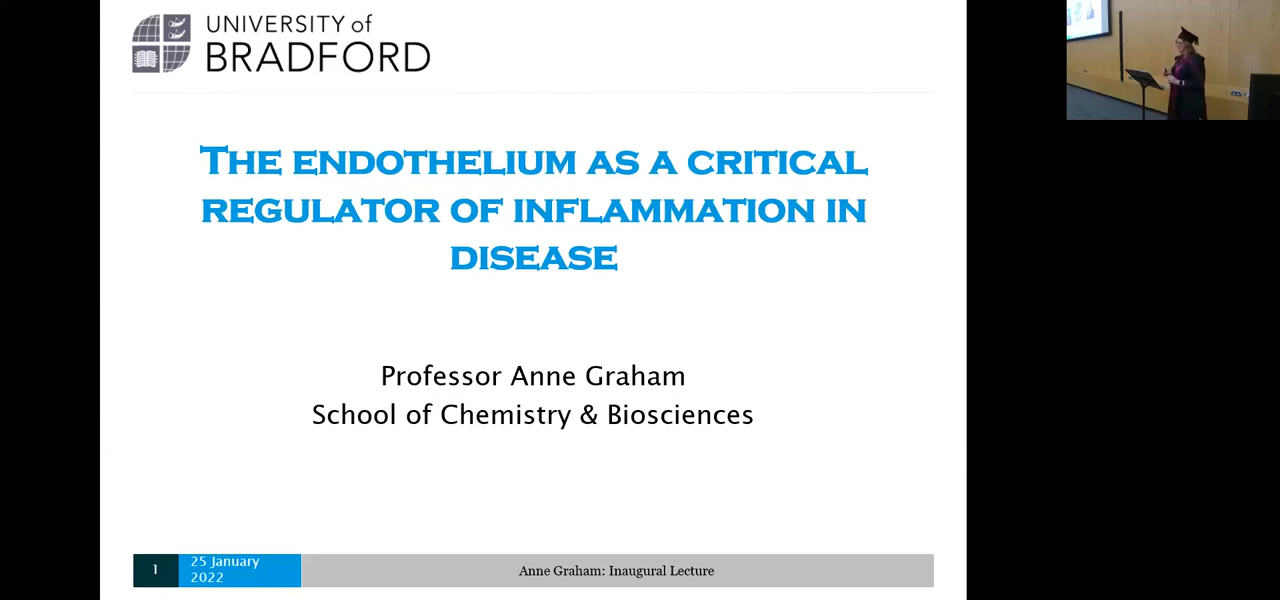 UNIVERSITY of
BRADFORD
THE ENDOTHELIUM AS A CRITICAL
REGULATOR OF INFLAMMATION IN
DISEASE
Professor Anne Graham
School of Chemistry & Biosciences
1
25 January
2022
Anne Graham: Inaugural Lecture